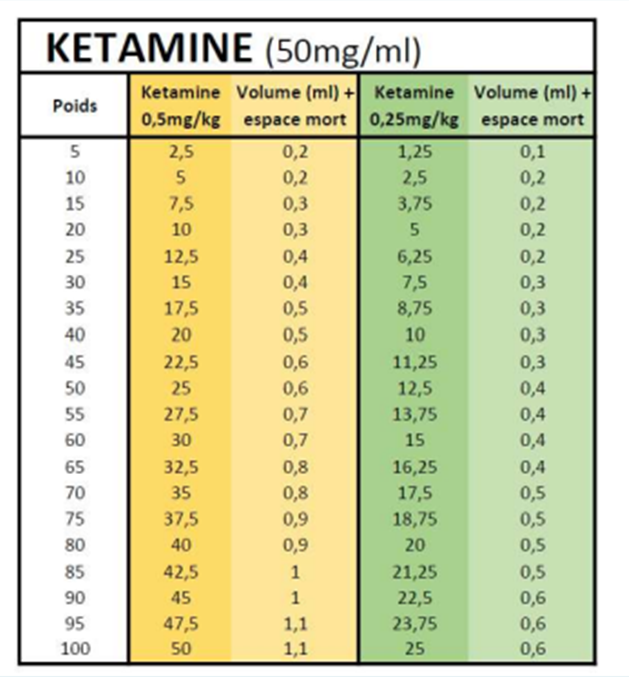 KETAMINE (50mg/ml)
Poids Ketamine 0,5mg/kg Volume (ml) + espace mort Ketamine 0,25mg/kg Volume (ml) + espace mort
5 2,5 0,2 1,25 0,1
10 5 0,2 2,5 0,2
15 7,5 0,3 3,75 0,2
20 10 0,3 5 0,2
25 12,5 0,4 6,25 0,2
30 15 0,4 7,5 0,3
35 17,5 0,5 8,75 0,3
40 20 0,5 10 0,3
45 22,5 0,6 11,25 0,3
50 25 0,6 12,5 0,4
55 27,5 0,7 13,75 0,4
60 30 0,7 15 0,4
65 32,5 0,8 16,25 0,4
70 35 0,8 17,5 0,5
75 37,5 0,9 18,75 0,5
80 40 0,9 20 0,5
85 42,5 1 21,25 0,5
90 45 1 22,5 0,6
95 47,5 1,1 23,75 0,6
100 50 1,1 25 0,6